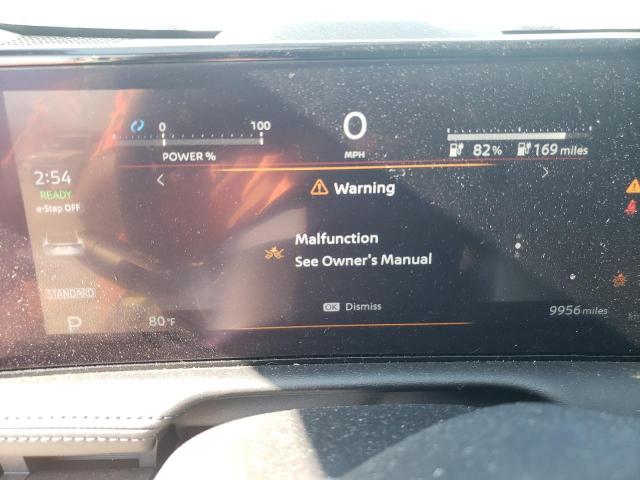 0 100
POWER %
0
MPH
82% 169 miles
2:54
READY
e-Step OFF
Warning
Malfunction
See Owner's Manual
STANDARD
OK Dismiss
P
80°F
9956 miles